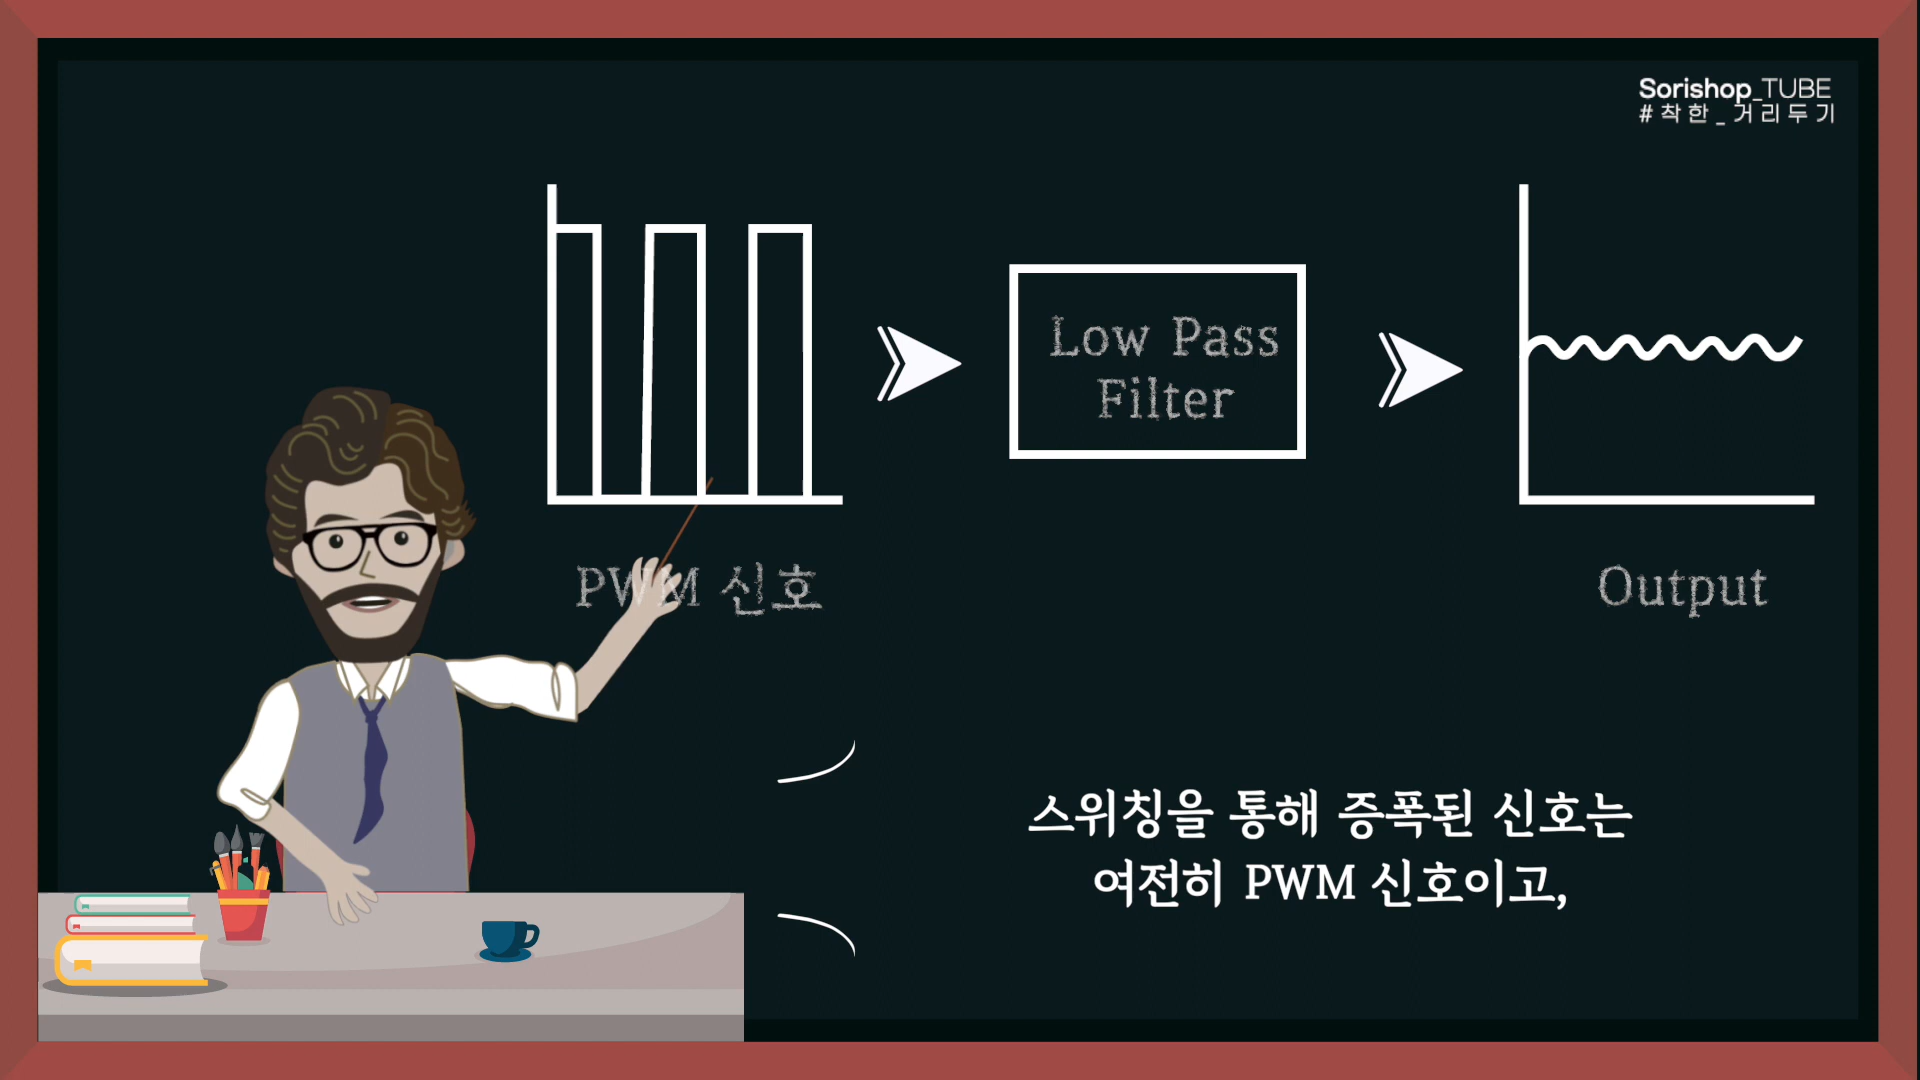 Sorishop_TUBE
#착한_거리두기
Low Pass
Filter
PWM 신호
Output
스위칭을 통해 증폭된 신호는
여전히 PWM 신호이고,